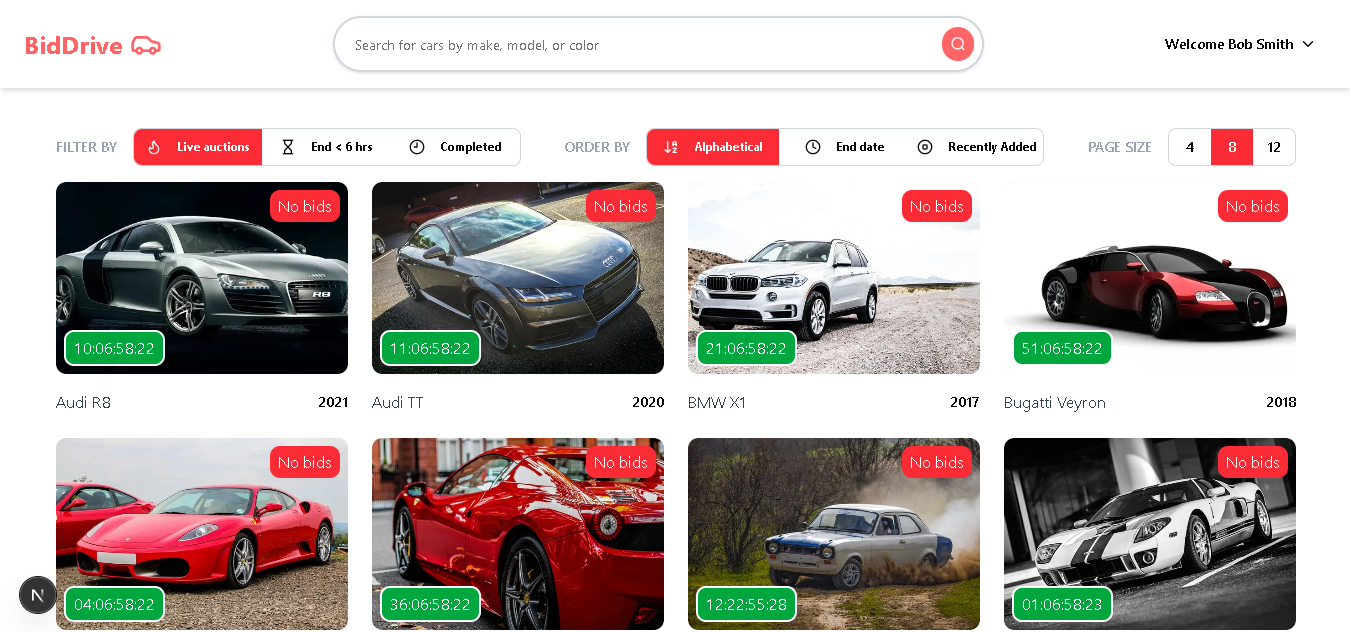 BidDrive
Search for cars by make, model, or color
Welcome Bob Smith
FILTER BY
Live auctions
End < 6 hrs
Completed
ORDER BY
Alphabetical
End date
Recently Added
PAGE SIZE
4
8
12
No bids
R8
10:06:58:22
Audi R8
2021
No bids
11:06:58:22
Audi TT
2020
No bids
21:06:58:22
BMW X1
2017
No bids
51:06:58:22
Bugatti Veyron
2018
No bids
04:06:58:22
No bids
36:06:58:22
No bids
12:22:55:28
No bids
01:06:58:23
N